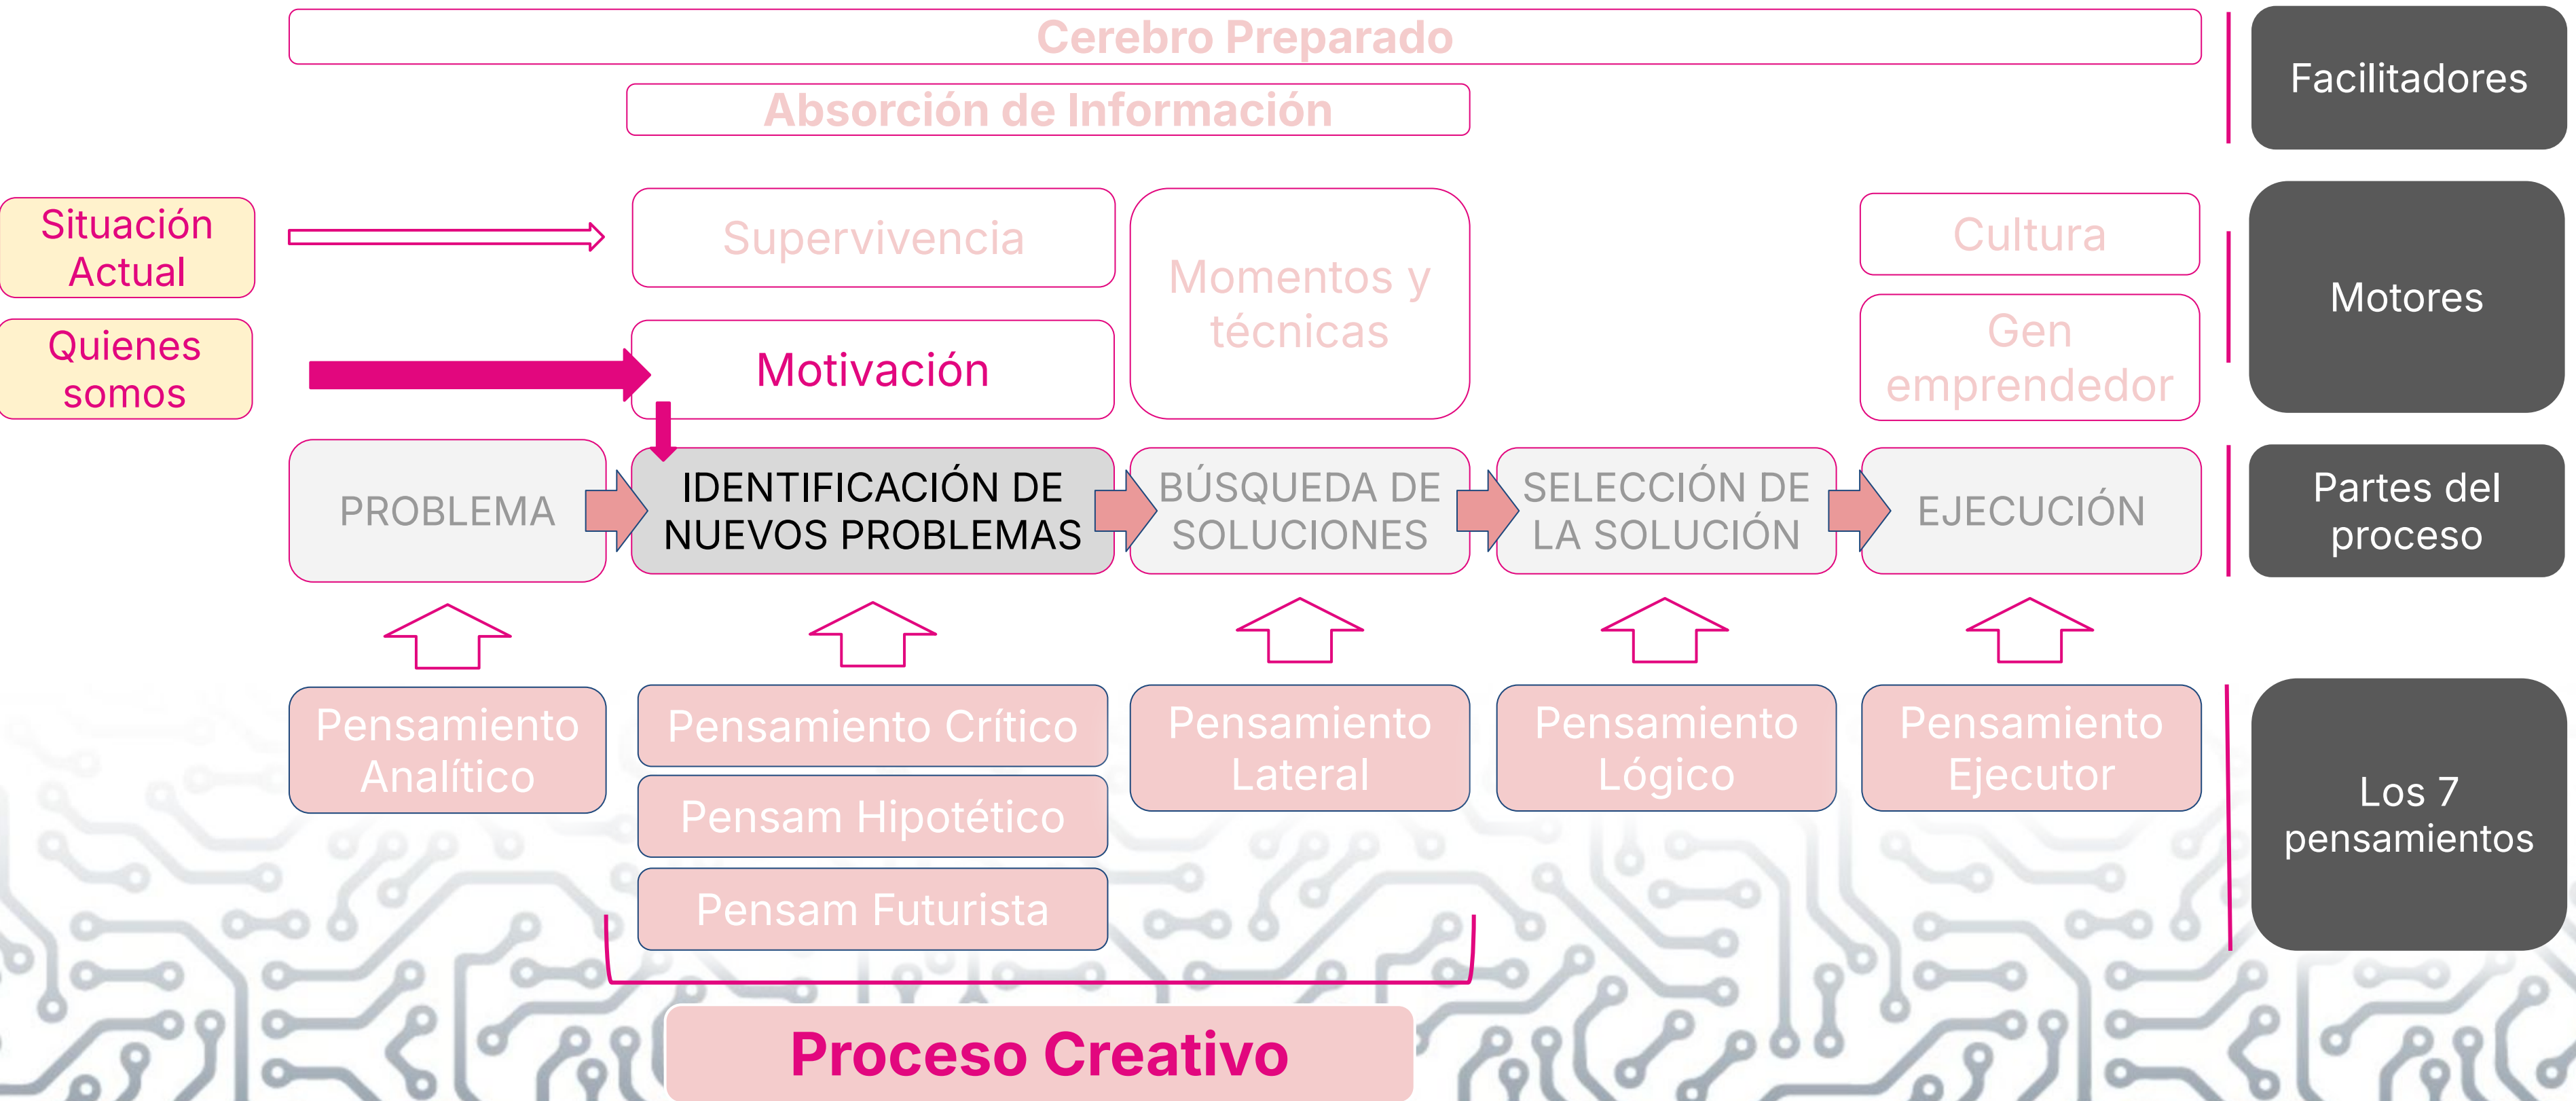 Cerebro Preparado
Absorción de Información
Facilitadores
Situación
Actual
Supervivencia
Momentos y
técnicas
Cultura
Motores
Quienes
somos
Motivación
Gen
emprendedor
PROBLEMA
IDENTIFICACIÓN DE
NUEVOS PROBLEMAS
BÚSQUEDA DE
SOLUCIONES
SELECCIÓN DE
LA SOLUCIÓN
EJECUCIÓN
Partes del
proceso
Pensamiento
Analítico
Pensamiento Crítico
Pensam Hipotético
Pensam Futurista
Pensamiento
Lateral
Pensamiento
Lógico
Pensamiento
Ejecutor
Los 7
pensamientos
Proceso Creativo